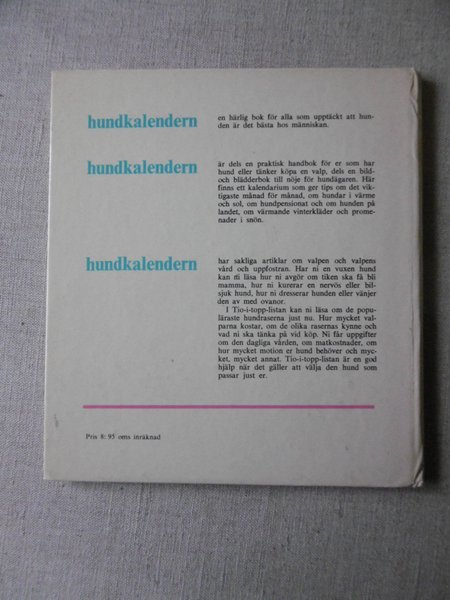 hundkalendern
en härlig bok för alla som upptäckt att hun-
den är det bästa hos människan.
hundkalendern
är dels en praktisk handbok för er som har
hund eller tänker köpa en valp, dels en bild-
och blädderbok till nöje för hundägaren. Här
finns ett kalendarium som ger tips om det vik-
tigaste månad för månad, om hundar i värme
och sol, om hundpensionat och om hunden på
landet, om värmande vinterkläder och prome-
nader i snön.
hundkalendern
har sakliga artiklar om valpen och valpens
vård och uppfostran. Har ni en vuxen hund
kan ni läsa hur ni avgör om tiken ska få bli
mamma, hur ni kurerar en nervös eller bil-
sjuk hund, hur ni dresserar hunden eller vänjer
den av med ovanor.
I Tio-i-topp-listan kan ni läsa om de popu-
läraste hundraserna just nu. Hur mycket val-
parna kostar, om de olika rasernas kynne och
vad ni ska tänka på vid köp. Ni får uppgifter
om den dagliga vården, om matkostnader, om
hur mycket motion er hund behöver och myc-
ket, mycket annat. Tio-i-topp-listan är en god
hjälp när det gäller att välja den hund som
passar just er.
Pris 8:95 oms inräknad